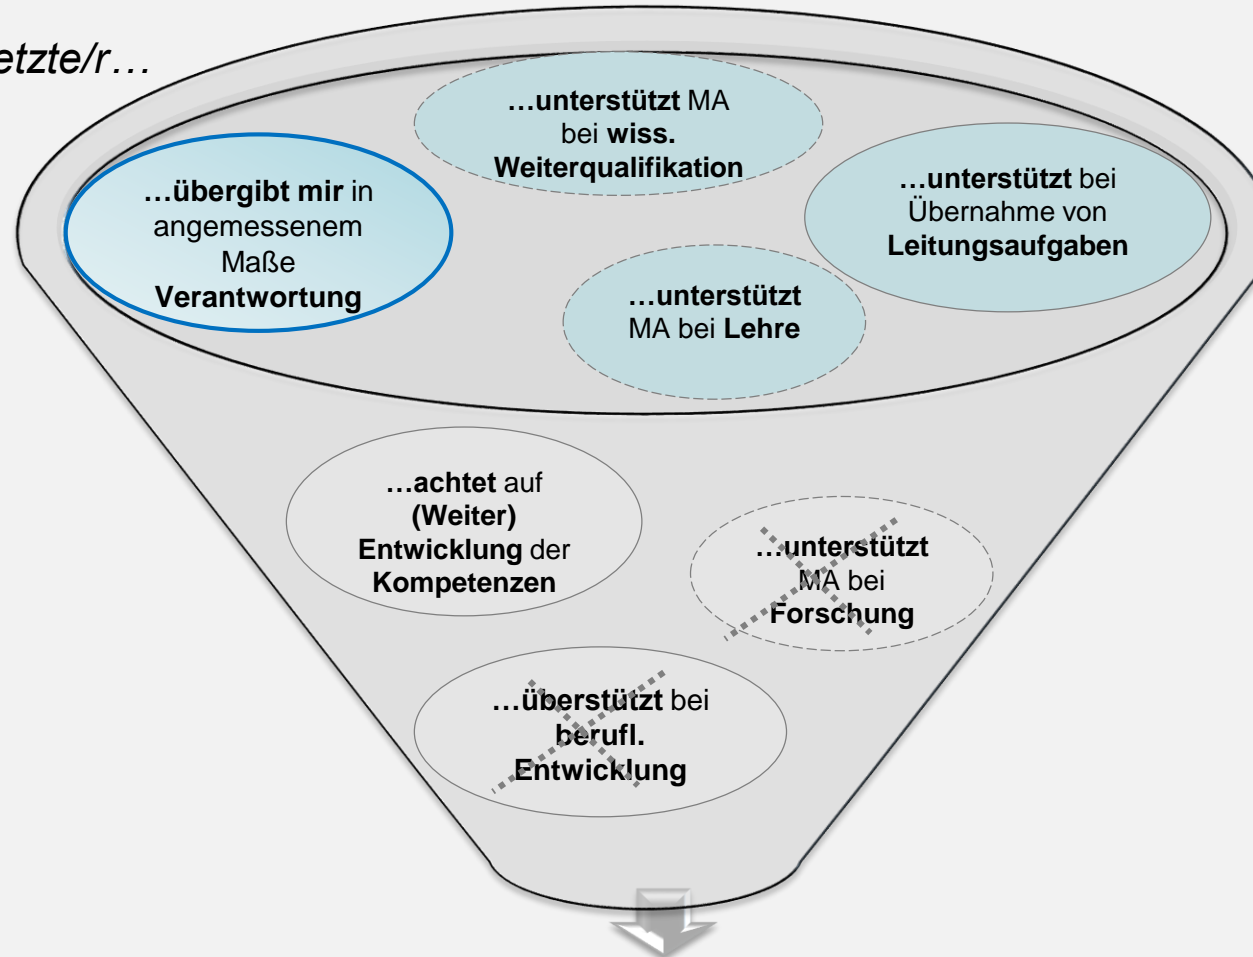 etzte/r…
…unterstützt MA
bei wiss.
Weiterqualifikation
…übergibt mir in
angemessenem
Maße
Verantwortung
…unterstützt bei
Übernahme von
Leitungsaufgaben
…unterstützt
MA bei Lehre
…achtet auf
(Weiter)
Entwicklung der
Kompetenzen
…unterstützt
MA bei
Forschung
…überstützt bei
berufl.
Entwicklung